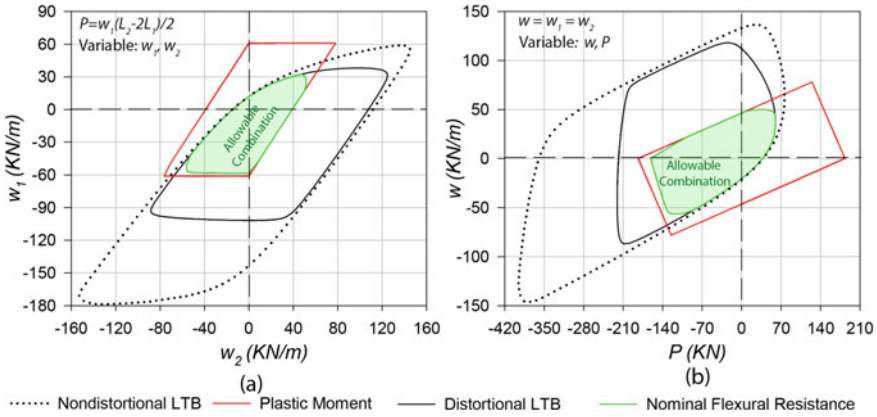 P=w1(L2-2L1)/2
Variable: w1, w2
90
60
30
0
-30
-60
-90
-120
-150
-180
w1 (KN/m)
Allowable
Combination
-160 -120 -80 -40 0 40 80 120 160
w2 (KN/m)
(a)
w = w1 = w2
Variable: w, P
150
100
50
0
-50
-100
-150
w (KN/m)
Allowable
Combination
-420 -350 -280 -210 -140 -70 0 70 140 210
P (KN)
(b)
Nondistortional LTB Plastic Moment Distortional LTB Nominal Flexural Resistance